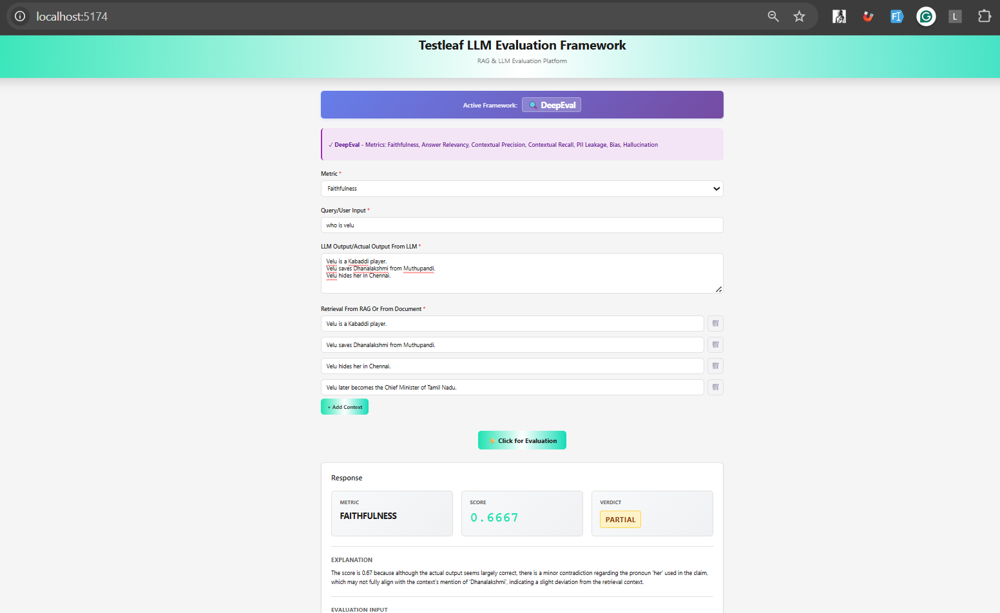 localhost:5174
L
Testleaf LLM Evaluation Framework
RAG & LLM Evaluation Platform
Active Framework: DeepEval
✓ DeepEval - Metrics: Faithfulness, Answer Relevancy, Contextual Precision, Contextual Recall, PII Leakage, Bias, Hallucination
Metric *
Faithfulness
Query/User Input *
who is velu
LLM Output/Actual Output From LLM *
Velu is a Kabaddi player.
Velu saves Dhanalakshmi from Muthupandi.
Velu hides her in Chennai.
Retrieval From RAG Or From Document *
Velu is a Kabaddi player.
Velu saves Dhanalakshmi from Muthupandi.
Velu hides her in Chennai.
Velu later becomes the Chief Minister of Tamil Nadu.
+ Add Context
Click for Evaluation
Response
METRIC
FAITHFULNESS
SCORE
0.6667
VERDICT
PARTIAL
EXPLANATION
The score is 0.67 because although the actual output seems largely correct, there is a minor contradiction regarding the pronoun 'her' used in the claim,
which may not fully align with the context's mention of 'Dhanalakshmi', indicating a slight deviation from the retrieval context.
EVALUATION INPUT